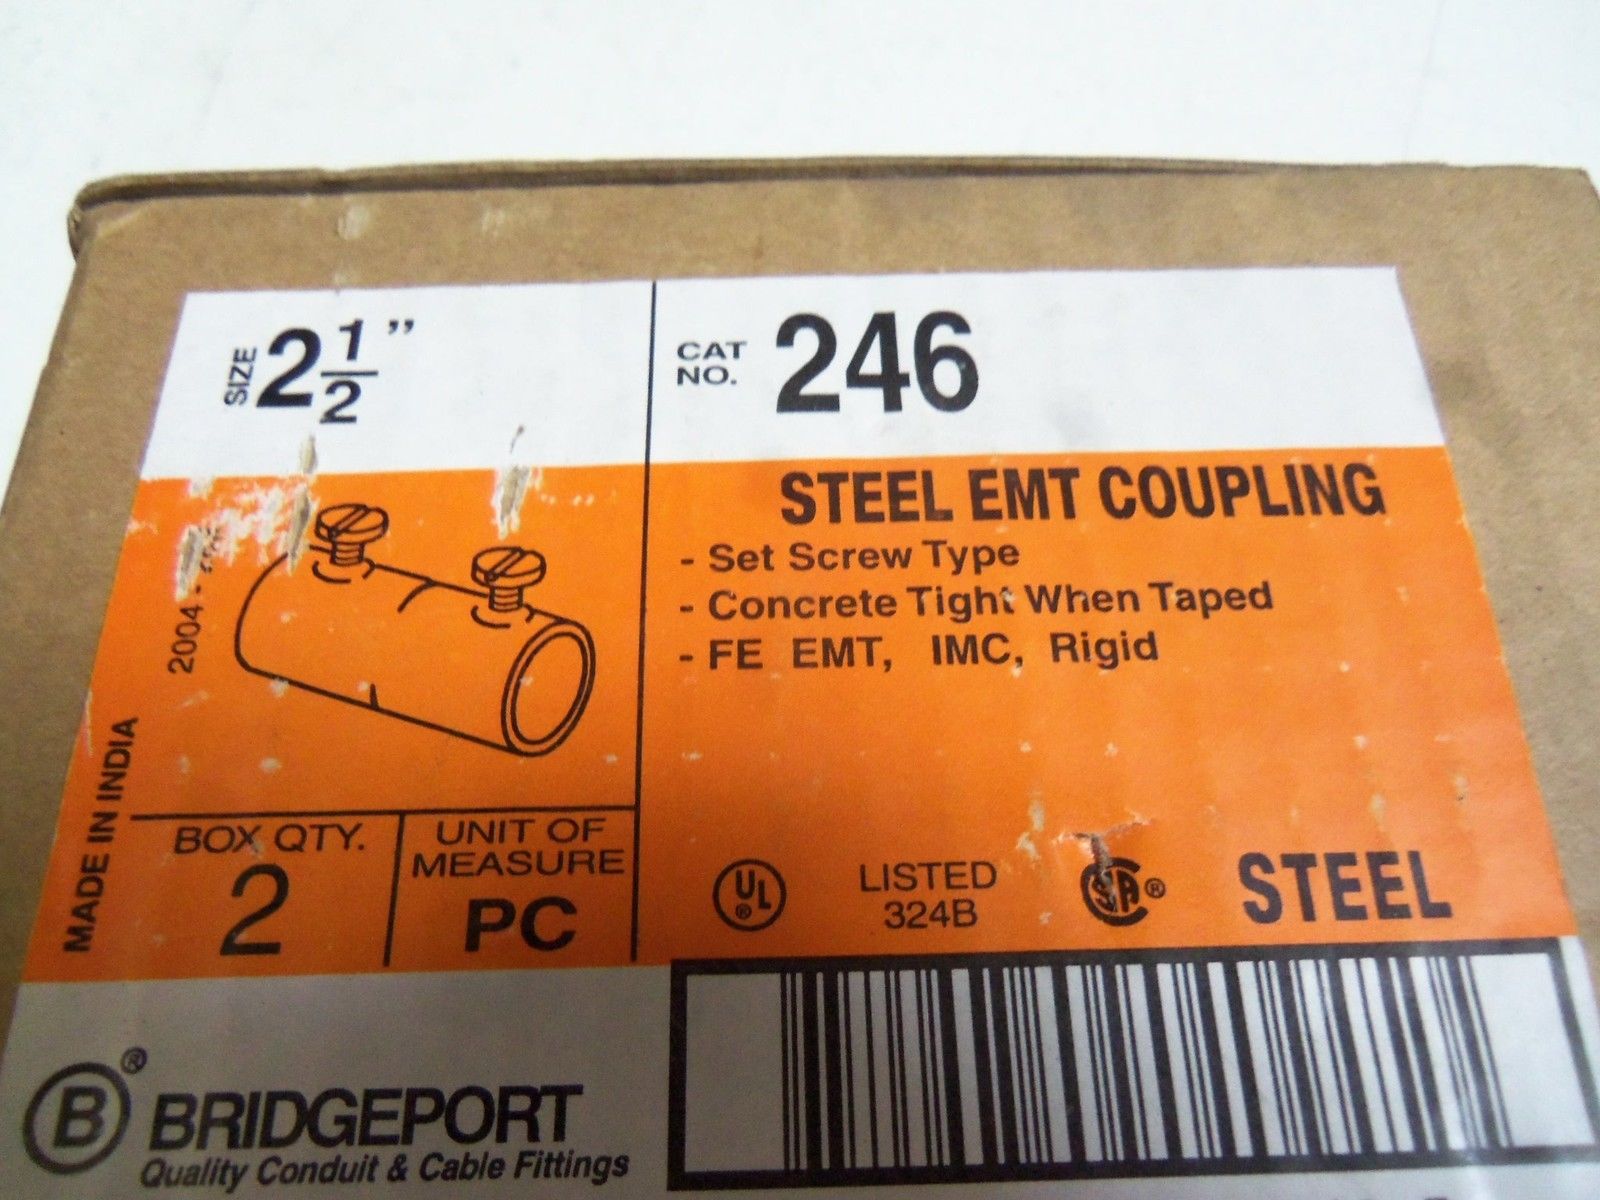 SIZE 2 1/2"
CAT NO. 246
STEEL EMT COUPLING
- Set Screw Type
- Concrete Tight When Taped
- FE EMT, IMC, Rigid
2004 -
MADE IN INDIA
BOX QTY.
2
UNIT OF
MEASURE
PC
UL ®
LISTED
324B
CSA ®
STEEL
B ® BRIDGEPORT
Quality Conduit & Cable Fittings